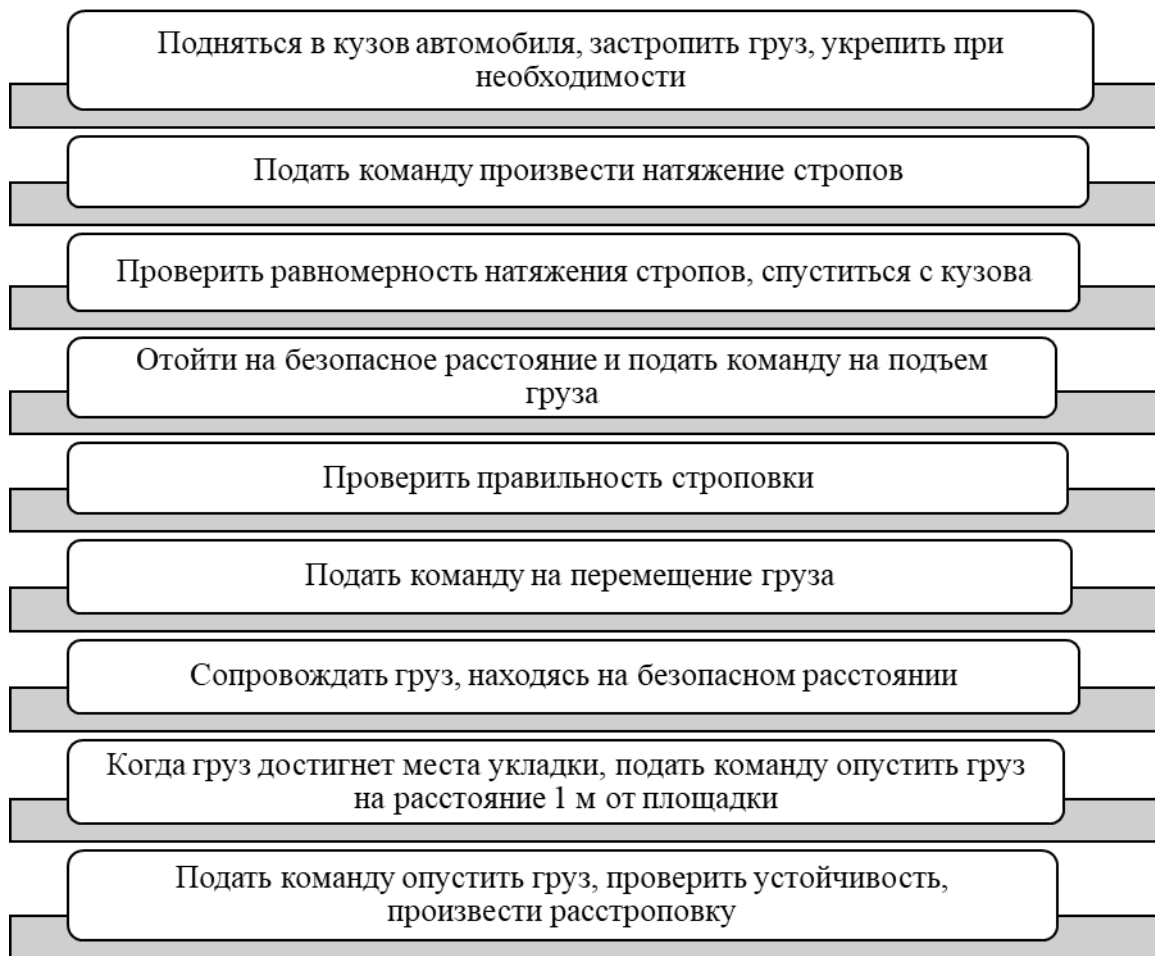 Подняться в кузов автомобиля, застропить груз, укрепить при
необходимости
Подать команду произвести натяжение стропов
Проверить равномерность натяжения стропов, спуститься с кузова
Отойти на безопасное расстояние и подать команду на подъем
груза
Проверить правильность строповки
Подать команду на перемещение груза
Сопровождать груз, находясь на безопасном расстоянии
Когда груз достигнет места укладки, подать команду опустить груз
на расстояние 1 м от площадки
Подать команду опустить груз, проверить устойчивость,
произвести расстроповку